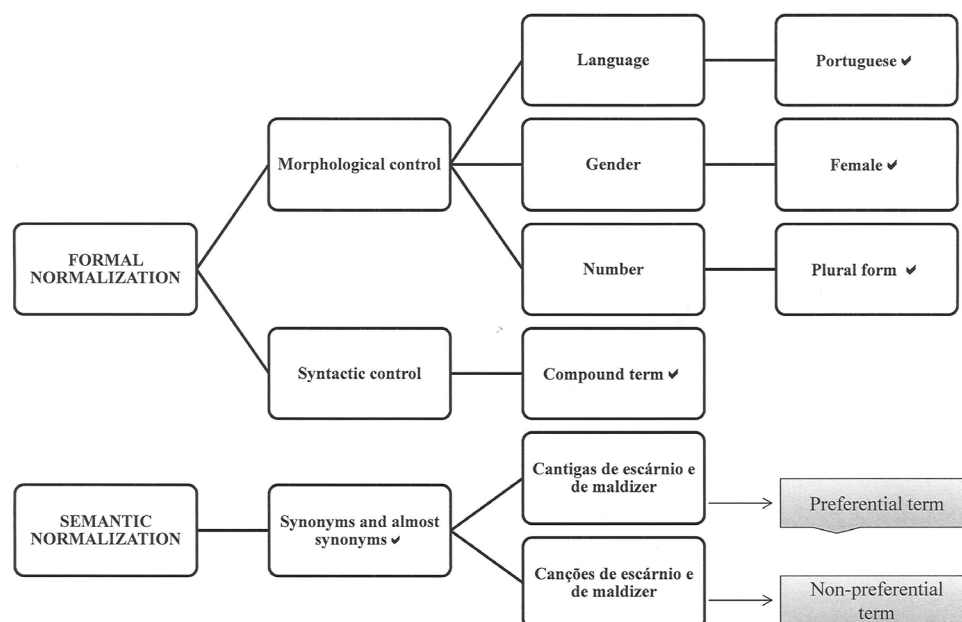 Language
Portuguese ✔
Morphological control
Gender
Female ✔
FORMAL
NORMALIZATION
Number
Plural form ✔
Syntactic control
Compound term ✔
SEMANTIC
NORMALIZATION
Synonyms and almost
synonyms ✔
Cantigas de escárnio e
de maldizer
Preferential term
Canções de escárnio e
de maldizer
Non-preferential
term